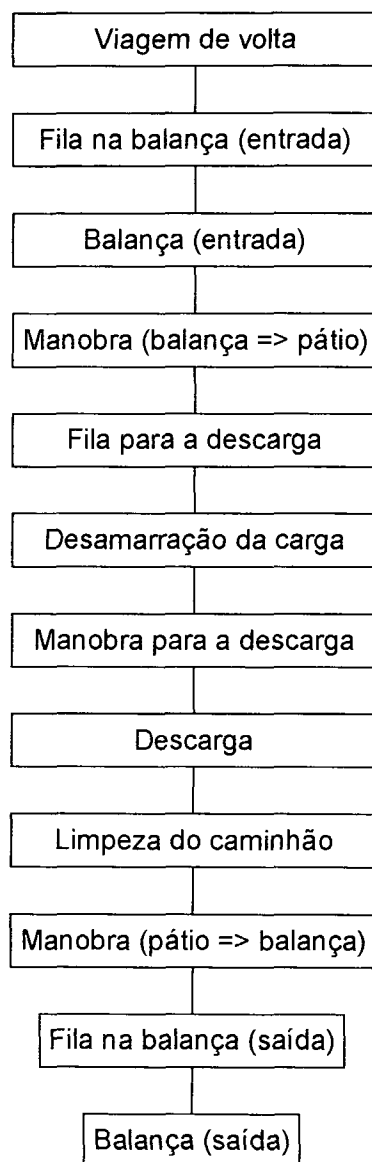 Viagem de volta
Fila na balança (entrada)
Balança (entrada)
Manobra (balança => pátio)
Fila para a descarga
Desamarração da carga
Manobra para a descarga
Descarga
Limpeza do caminhão
Manobra (pátio => balança)
Fila na balança (saída)
Balança (saída)